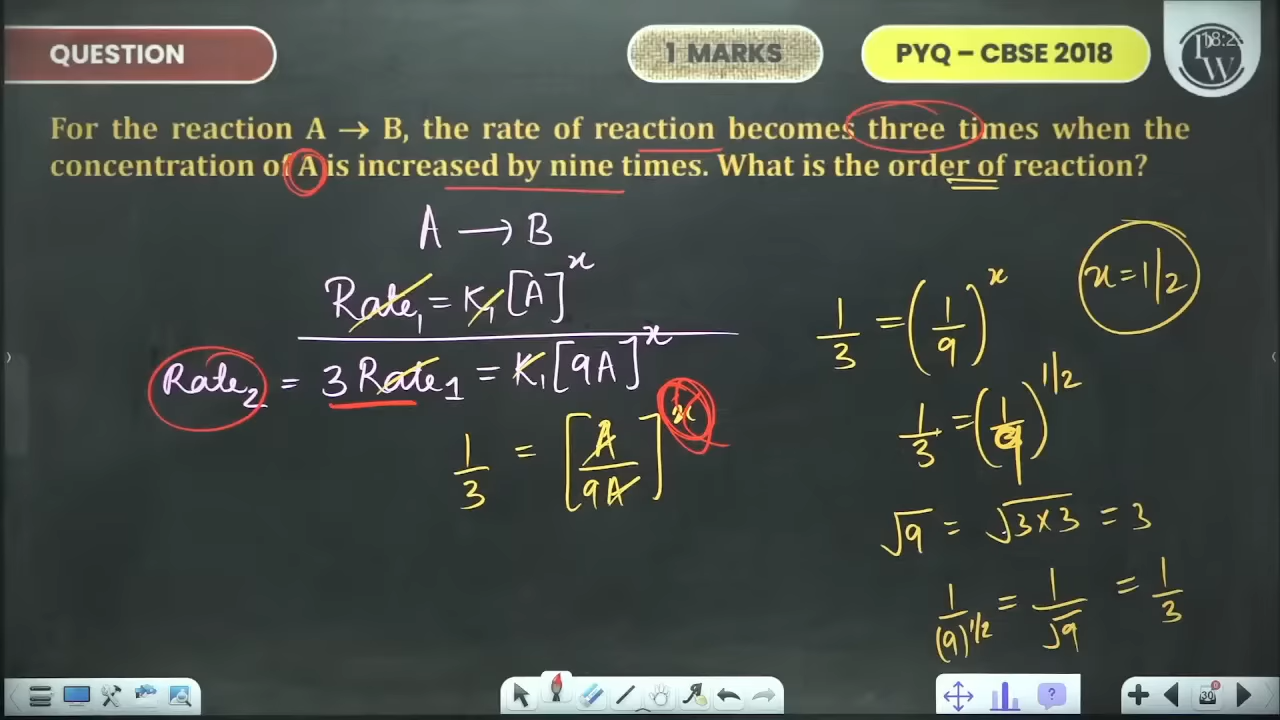 QUESTION
1 MARKS
PYQ – CBSE 2018
For the reaction A → B, the rate of reaction becomes three times when the
concentration of A is increased by nine times. What is the order of reaction?
A → B
Rate₁ = K₁ [A]ˣ
Rate₂ = 3 Rate₁ = K₁ [9A]ˣ
1/3 = [A/9A]ˣ
x = 1/2
1/3 = (1/9)ˣ
1/3 = (1/9)^1/2
√9 = √3×3 = 3
1/(9)^1/2 = 1/√9 = 1/3
30